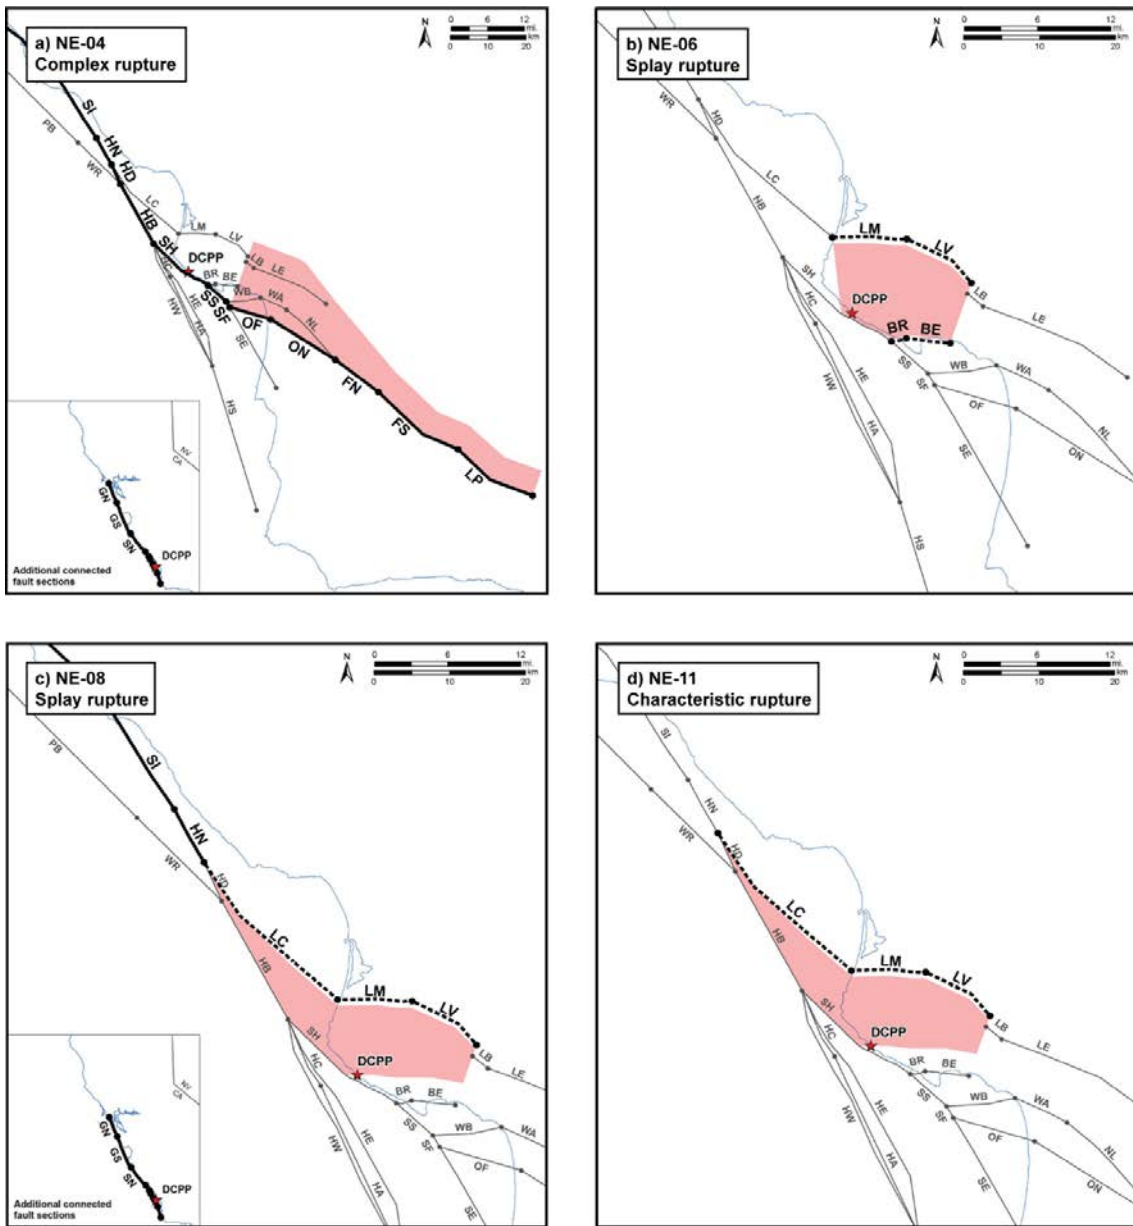 a) NE-04
Complex rupture
N
0 6 12
mi.
km
0 10 20
SI
HN
HD
PB
WR
LC
HB
SH
LM
LV
DCPP
LB
LE
BR
BE
HC
HW
HE
HA
SS
SF
WB
WA
OF
NL
ON
SE
HS
FN
FS
LP
NV
CA
GN
GS
SN
DCPP
Additional connected
fault sections
b) NE-06
Splay rupture
N
0 6 12
mi.
km
0 10 20
WR
HD
LC
HB
LM
LV
SH
DCPP
LB
LE
HC
BR
BE
HW
HE
SS
WB
WA
SF
OF
HA
NL
SE
ON
HS
c) NE-08
Splay rupture
N
0 6 12
mi.
km
0 10 20
SI
PB
HN
WR
HD
LC
HB
LM
LV
SH
DCPP
LB
LE
HC
BR
BE
HW
HE
SS
WB
WA
SF
OF
HA
SE
NV
CA
GN
GS
SN
DCPP
Additional connected
fault sections
d) NE-11
Characteristic rupture
N
0 6 12
mi.
km
0 10 20
SI
HN
WR
HD
LC
HB
LM
LV
SH
DCPP
LB
LE
HC
BR
BE
HW
HE
SS
WB
WA
SF
OF
HA
NL
SE
ON